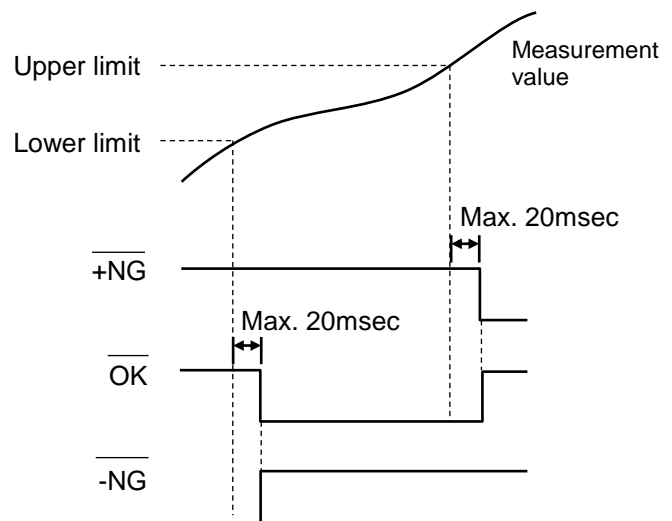 Upper limit
Measurement
value
Lower limit
Max. 20msec
+NG
Max. 20msec
OK
-NG